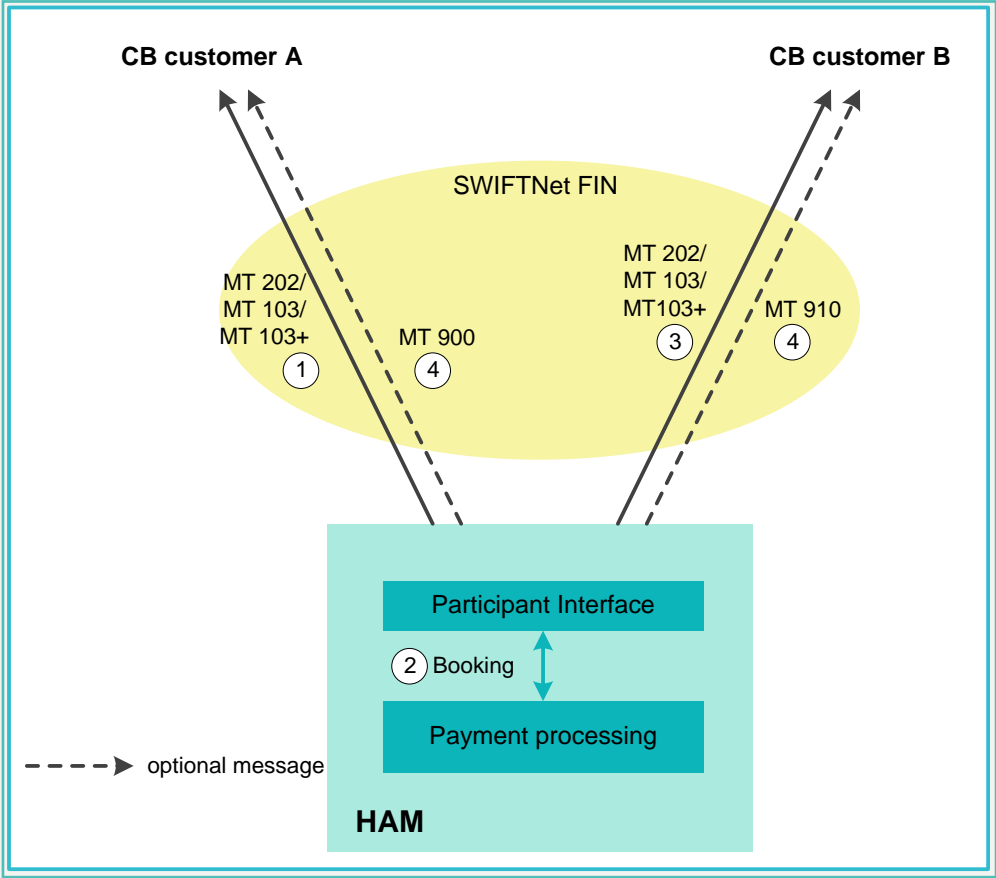 CB customer A
CB customer B
SWIFTNet FIN
MT 202/
MT 103/
MT 103+
1
MT 900
4
MT 202/
MT 103/
MT103+
3
MT 910
4
Participant Interface
2 Booking
Payment processing
optional message
HAM